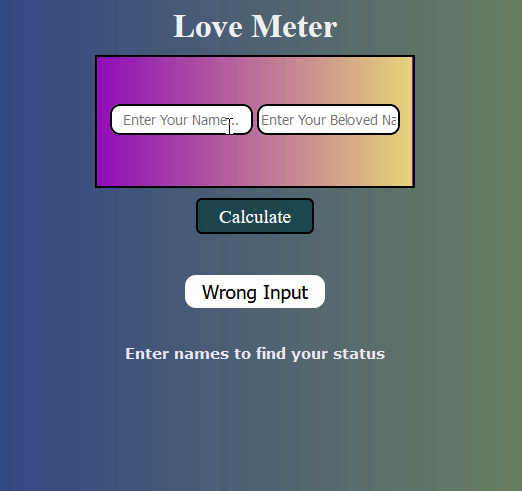 Love Meter
Enter Your Name...
Enter Your Beloved Na
Calculate
Wrong Input
Enter names to find your status